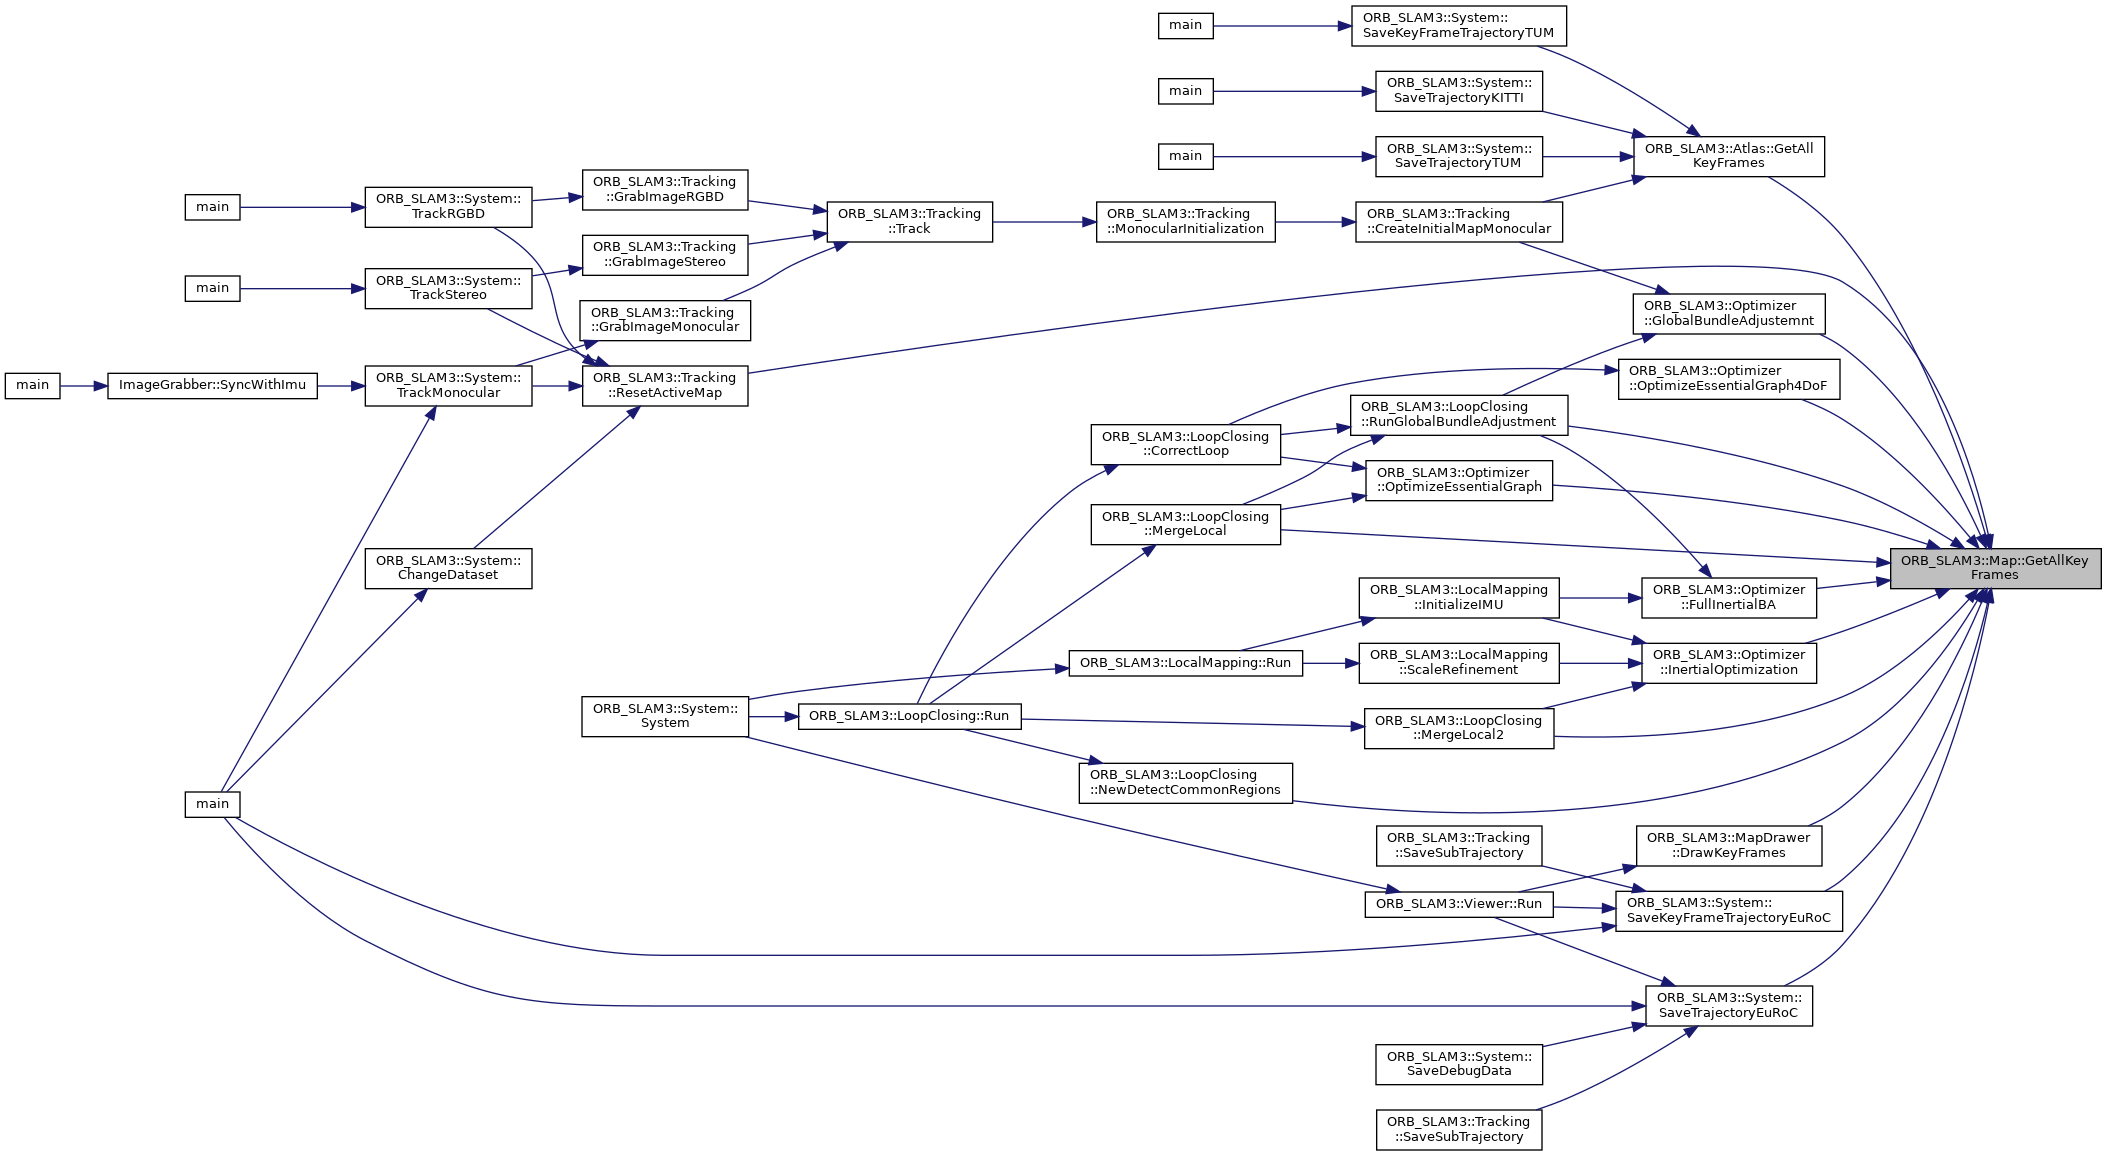 main
ORB_SLAM3::System::
SaveKeyFrameTrajectoryTUM
main
ORB_SLAM3::System::
SaveTrajectoryKITTI
main
ORB_SLAM3::System::
SaveTrajectoryTUM
ORB_SLAM3::Atlas::GetAll
KeyFrames
main
ORB_SLAM3::System::
TrackRGBD
ORB_SLAM3::Tracking
::GrabImageRGBD
ORB_SLAM3::Tracking
::Track
ORB_SLAM3::Tracking
::MonocularInitialization
ORB_SLAM3::Tracking
::CreateInitialMapMonocular
main
ORB_SLAM3::System::
TrackStereo
ORB_SLAM3::Tracking
::GrabImageStereo
ORB_SLAM3::Tracking
::GrabImageMonocular
ORB_SLAM3::Optimizer
::GlobalBundleAdjustemnt
main
ImageGrabber::SyncWithImu
ORB_SLAM3::System::
TrackMonocular
ORB_SLAM3::Tracking
::ResetActiveMap
ORB_SLAM3::Optimizer
::OptimizeEssentialGraph4DoF
ORB_SLAM3::LoopClosing
::RunGlobalBundleAdjustment
ORB_SLAM3::LoopClosing
::CorrectLoop
ORB_SLAM3::Optimizer
::OptimizeEssentialGraph
ORB_SLAM3::LoopClosing
::MergeLocal
ORB_SLAM3::System::
ChangeDataset
ORB_SLAM3::Map::GetAllKey
Frames
ORB_SLAM3::LocalMapping
::InitializeIMU
ORB_SLAM3::Optimizer
::FullInertialBA
ORB_SLAM3::LocalMapping::Run
ORB_SLAM3::LocalMapping
::ScaleRefinement
ORB_SLAM3::Optimizer
::InertialOptimization
ORB_SLAM3::System::
System
ORB_SLAM3::LoopClosing::Run
ORB_SLAM3::LoopClosing
::MergeLocal2
ORB_SLAM3::LoopClosing
::NewDetectCommonRegions
main
ORB_SLAM3::Tracking
::SaveSubTrajectory
ORB_SLAM3::MapDrawer
::DrawKeyFrames
ORB_SLAM3::Viewer::Run
ORB_SLAM3::System::
SaveKeyFrameTrajectoryEuRoC
ORB_SLAM3::System::
SaveTrajectoryEuRoC
ORB_SLAM3::System::
SaveDebugData
ORB_SLAM3::Tracking
::SaveSubTrajectory